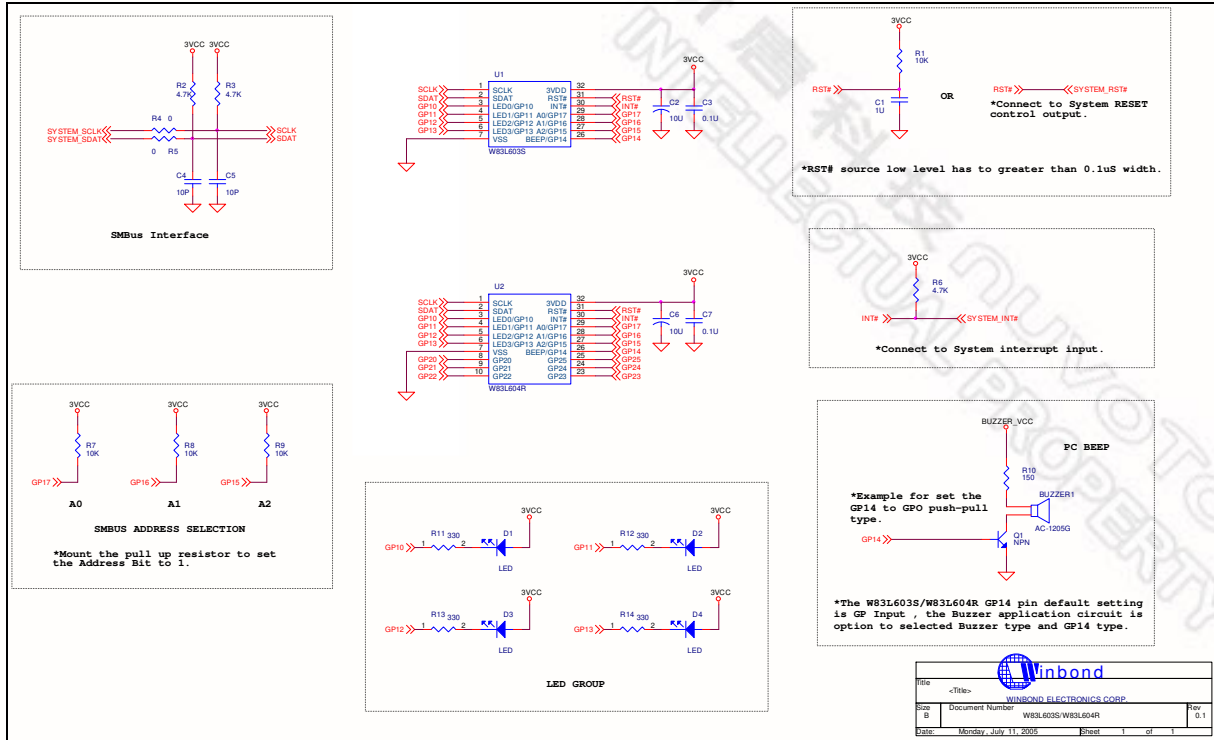 3VCC 3VCC
R2
4.7K
R3
4.7K
R4 0
SYSTEM_SCLK
SYSTEM_SDAT
SCLK
SDAT
0 R5
C4
10P
C5
10P
SMBus Interface
U1
SCLK 1 SCLK 3VDD 32
SDAT 2 SDAT RST# 31 RST#
GP10 3 LED0/GP10 INT# 30 INT#
GP11 4 LED1/GP11 A0/GP17 29 GP17
GP12 5 LED2/GP12 A1/GP16 28 GP16
GP13 6 LED3/GP13 A2/GP15 27 GP15
7 VSS BEEP/GP14 26 GP14
W83L603S
3VCC
C2
10U
C3
0.1U
3VCC
R1
10K
RST#
C1
1U
OR
RST# SYSTEM_RST#
*Connect to System RESET
control output.
*RST# source low level has to greater than 0.1uS width.
U2
SCLK 1 SCLK 3VDD 32
SDAT 2 SDAT RST# 31 RST#
GP10 3 LED0/GP10 INT# 30 INT#
GP11 4 LED1/GP11 A0/GP17 29 GP17
GP12 5 LED2/GP12 A1/GP16 28 GP16
GP13 6 LED3/GP13 A2/GP15 27 GP15
7 VSS BEEP/GP14 26 GP14
GP20 8 GP20 GP25 25 GP25
GP21 9 GP21 GP24 24 GP24
GP22 10 GP22 GP23 23 GP23
W83L604R
3VCC
C6
10U
C7
0.1U
3VCC
R6
4.7K
INT# SYSTEM_INT#
*Connect to System interrupt input.
3VCC 3VCC 3VCC
R7
10K
R8
10K
R9
10K
GP17 GP16 GP15
A0 A1 A2
SMBUS ADDRESS SELECTION
*Mount the pull up resistor to set
the Address Bit to 1.
3VCC 3VCC
GP10 1 R11 330 2 D1
LED
GP11 1 R12 330 2 D2
LED
3VCC 3VCC
GP12 1 R13 330 2 D3
LED
GP13 1 R14 330 2 D4
LED
LED GROUP
BUZZER_VCC
PC BEEP
R10
150
BUZZER1
AC-1205G
*Example for set the
GP14 to GPO push-pull
type.
GP14
Q1
NPN
*The W83L603S/W83L604R GP14 pin default setting
is GP Input , the Buzzer application circuit is
option to selected Buzzer type and GP14 type.
Winbond
Title
<Title>
WINBOND ELECTRONICS CORP.
Size
B
Document Number
W83L603S/W83L604R
Rev
0.1
Date: Monday, July 11, 2005 Sheet 1 of 1
INTELLECTUAL PROPERTY